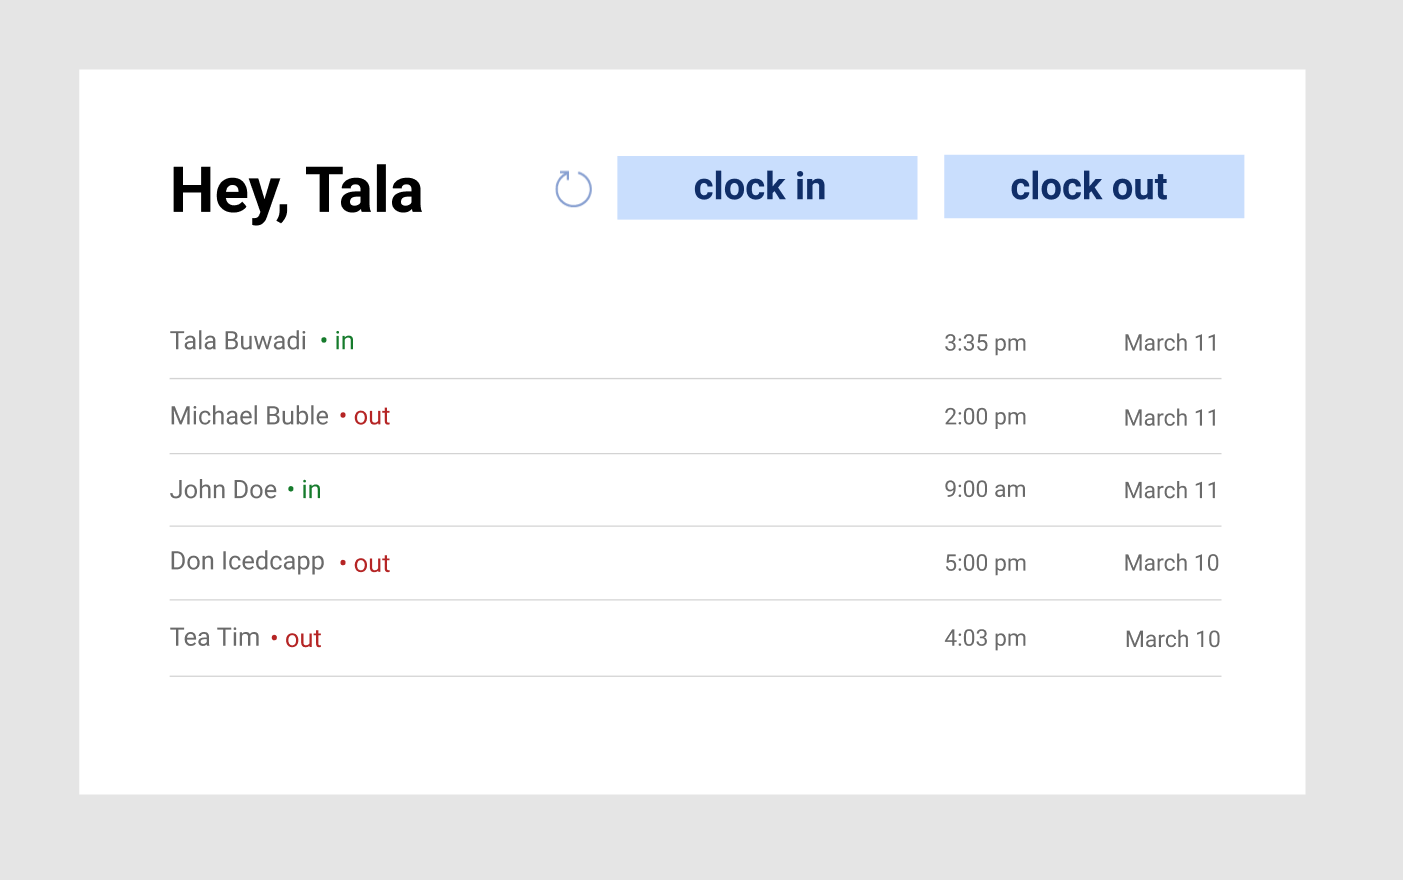 Hey, Tala
clock in
clock out
Tala Buwadi • in 3:35 pm March 11
Michael Buble • out 2:00 pm March 11
John Doe • in 9:00 am March 11
Don Icedcapp • out 5:00 pm March 10
Tea Tim • out 4:03 pm March 10